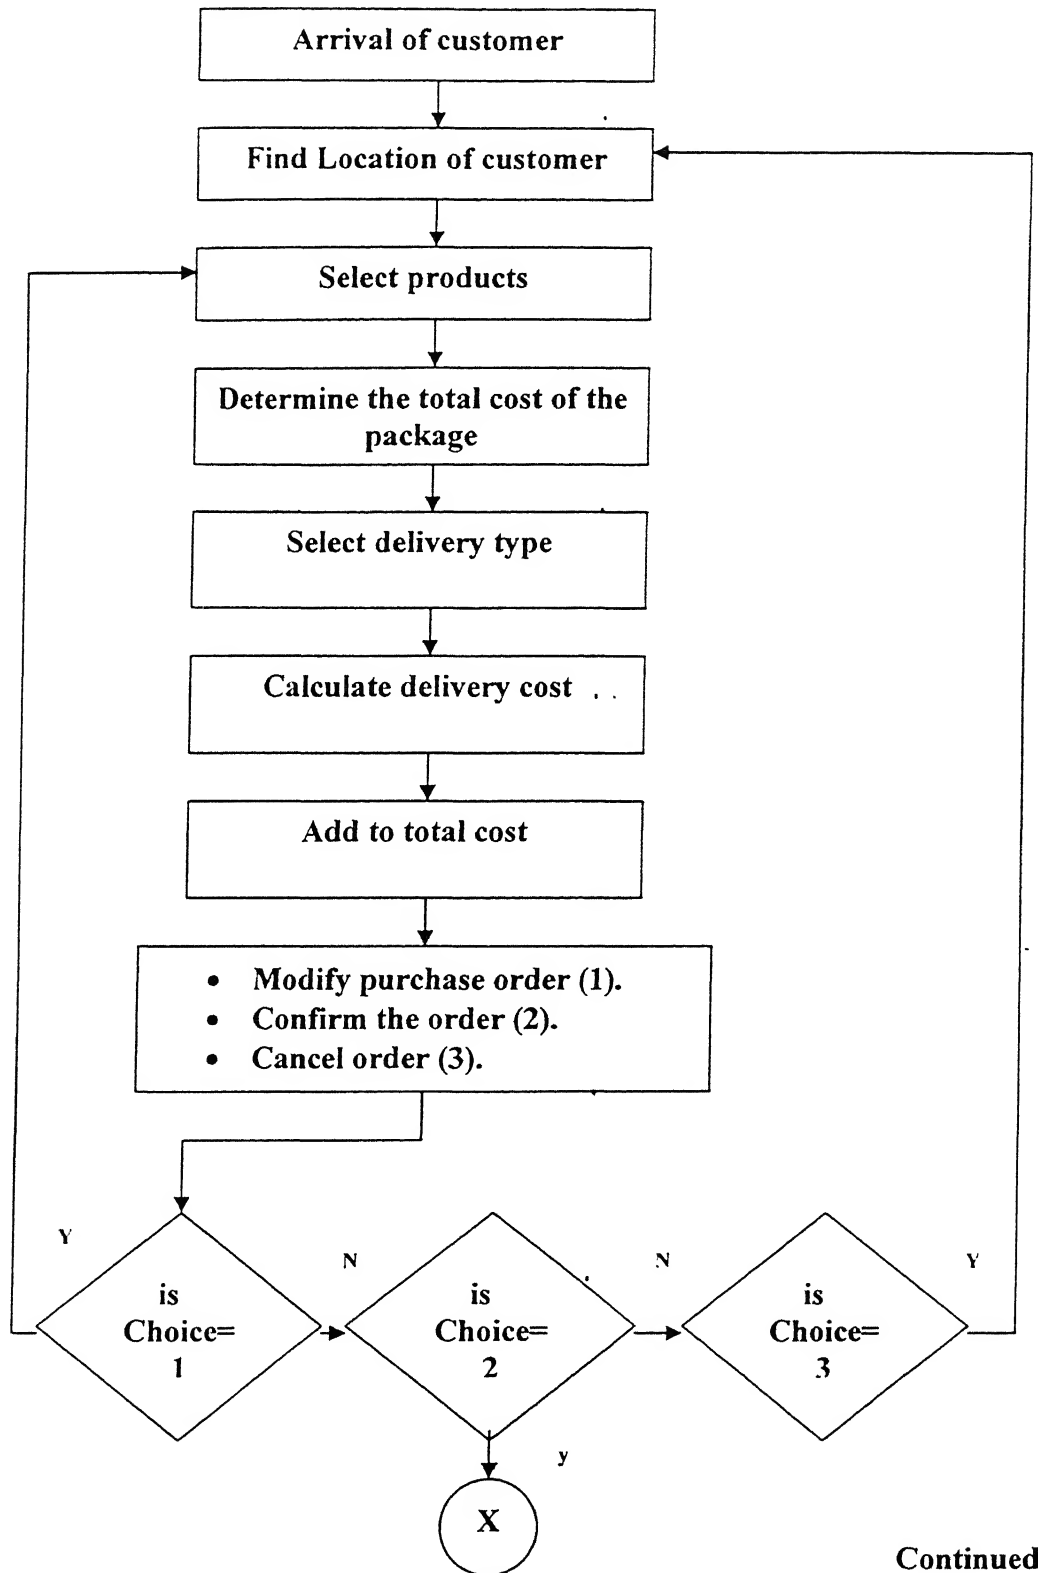 Arrival of customer
Find Location of customer
Select products
Determine the total cost of the
package
Select delivery type
Calculate delivery cost
Add to total cost
• Modify purchase order (1).
• Confirm the order (2).
• Cancel order (3).
Y
is
Choice=
1
N
is
Choice=
2
N
is
Choice=
3
Y
y
X
Continued